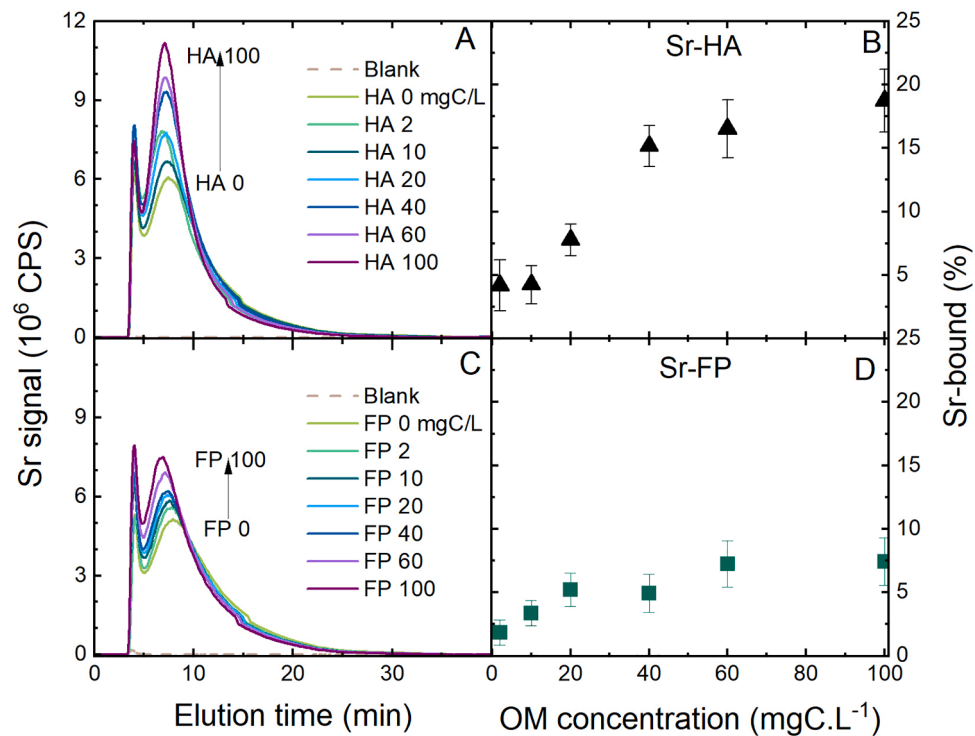 A
HA 100
HA 0
Blank
HA 0 mgC/L
HA 2
HA 10
HA 20
HA 40
HA 60
HA 100
12
9
6
3
0
B
Sr-HA
25
20
15
10
5
25
C
FP 100
FP 0
Blank
FP 0 mgC/L
FP 2
FP 10
FP 20
FP 40
FP 60
FP 100
9
6
3
0
0
10
20
30
D
Sr-FP
20
15
10
5
0
0
20
40
60
80
100
Sr signal (10⁶ CPS)
Elution time (min)
OM concentration (mgC.L⁻¹)
Sr-bound (%)